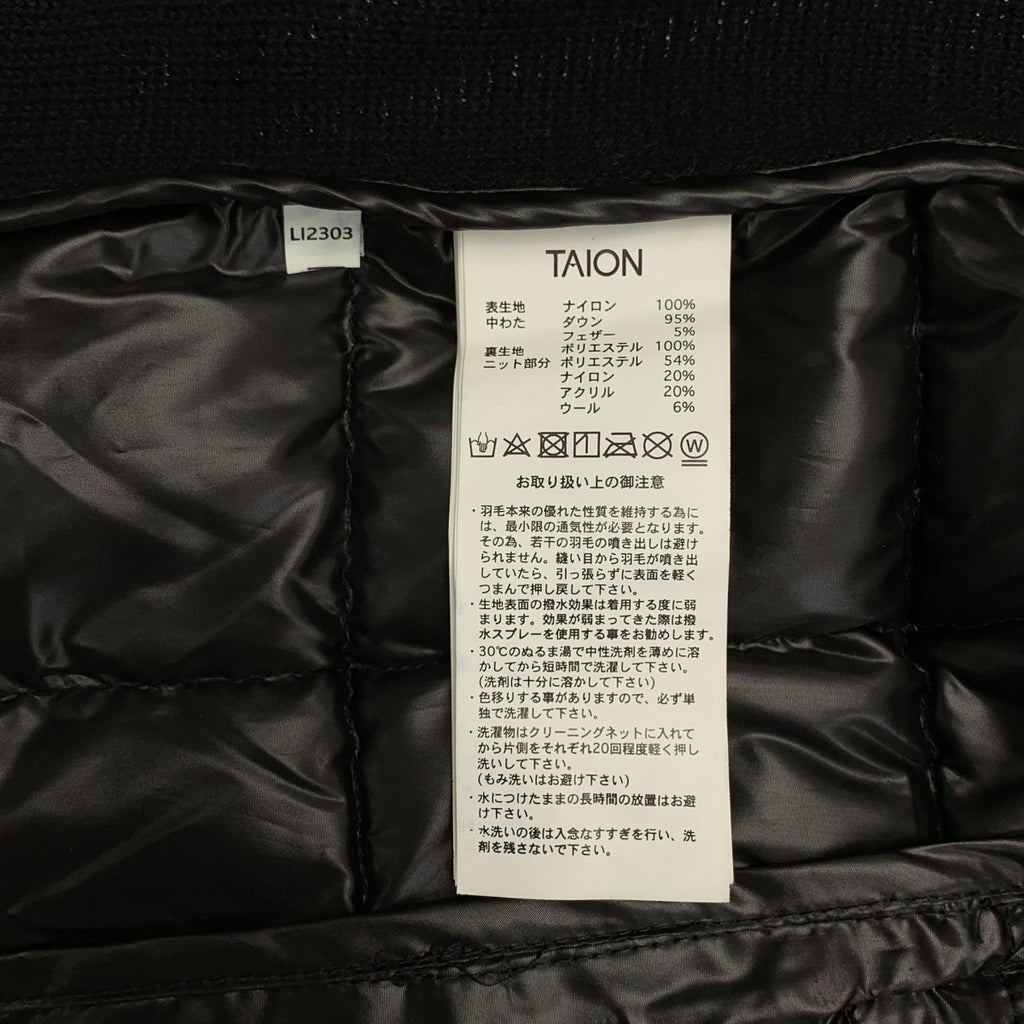 LI2303
TAION
表生地 ナイロン 100%
中わた ダウン 95%
フェザー 5%
裏生地 ポリエステル 100%
ニット部分 ポリエステル 54%
ナイロン 20%
アクリル 20%
ウール 6%
1 W
お取り扱い上の御注意
・羽毛本来の優れた性質を維持する為に
は、最小限の通気性が必要となります。
その為、若干の羽毛の噴き出しは避け
られません。縫い目から羽毛が噴き出
していたら、引っ張らずに表面を軽く
つまんで押し戻して下さい。
・生地表面の撥水効果は着用する度に弱
まります。効果が弱まってきた際は撥
水スプレーを使用する事をお勧めします。
・30℃のぬるま湯で中性洗剤を薄めに溶
かしてから短時間で洗濯して下さい。
(洗剤は十分に溶かして下さい)
・色移りする事がありますので、必ず単
独で洗濯して下さい。
・洗濯物はクリーニングネットに入れて
から片側をそれぞれ20回程度軽く押し
洗いして下さい。
(もみ洗いはお避け下さい)
・水につけたままの長時間の放置はお避
け下さい。
・水洗いの後は入念なすすぎを行い、洗
剤を残さないで下さい。